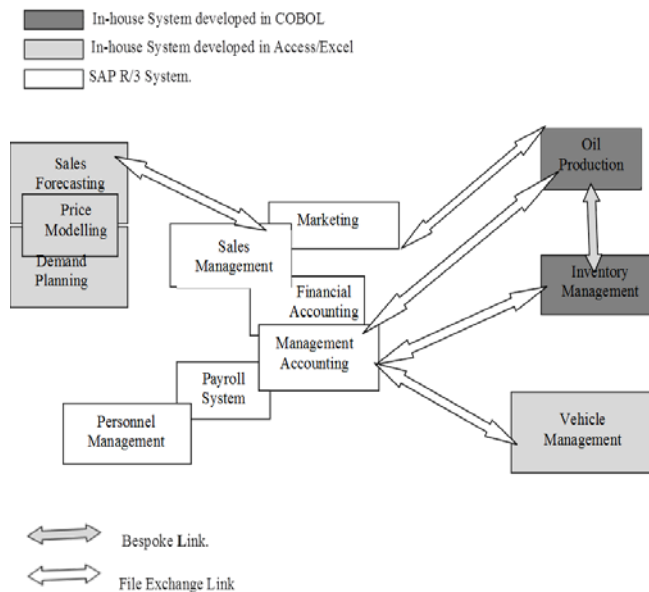 In-house System developed in COBOL
In-house System developed in Access/Excel
SAP R/3 System.
Sales
Forecasting
Price
Modelling
Demand
Planning
Marketing
Sales
Management
Financial
Accounting
Management
Accounting
Payroll
System
Personnel
Management
Oil
Production
Inventory
Management
Vehicle
Management
Bespoke Link.
File Exchange Link